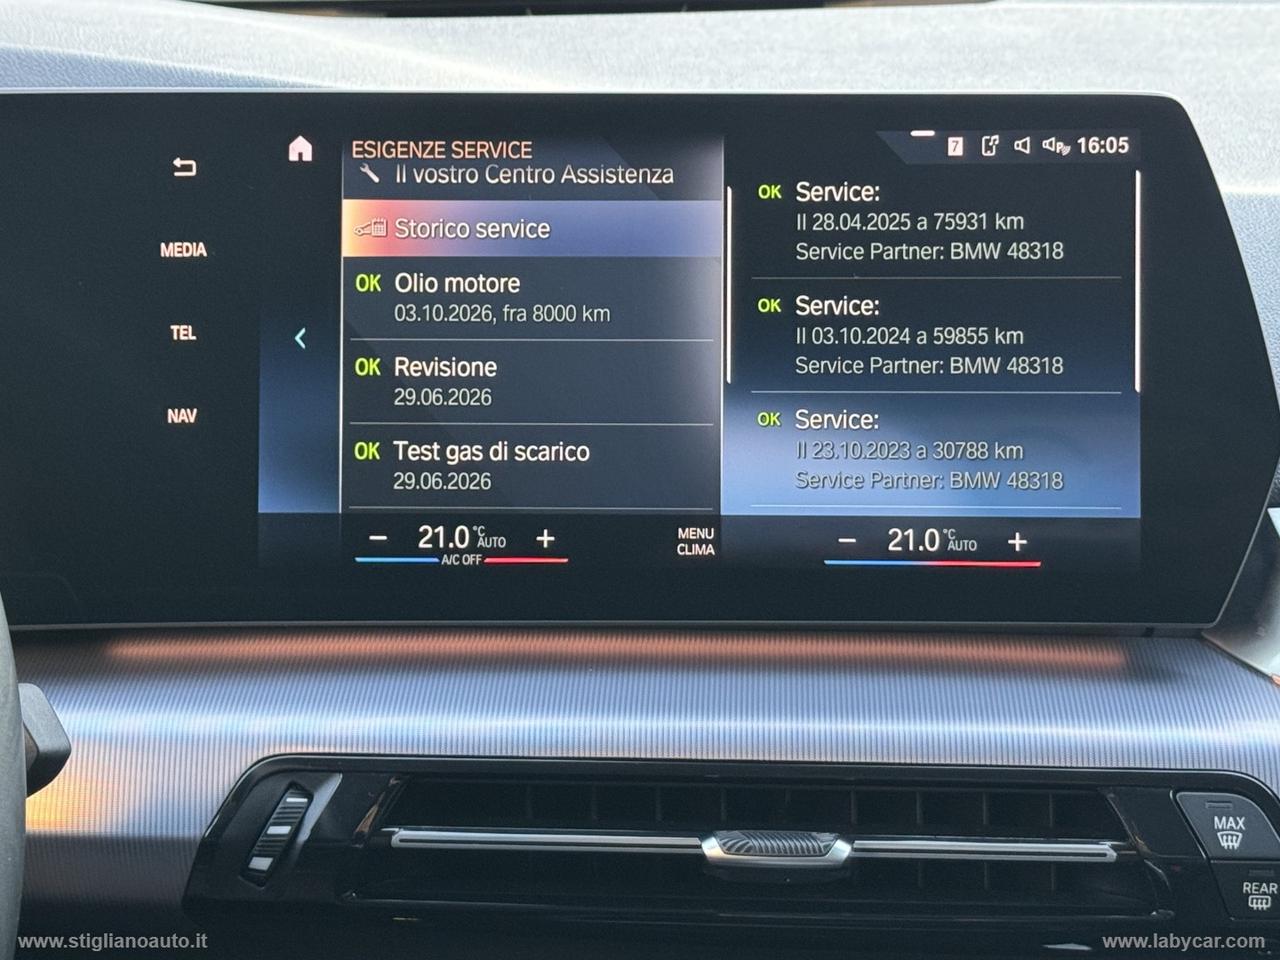 MEDIA
TEL
NAV
ESIGENZE SERVICE
Il vostro Centro Assistenza
Storico service
OK Olio motore
03.10.2026, fra 8000 km
OK Revisione
29.06.2026
OK Test gas di scarico
29.06.2026
7 16:05
OK Service:
Il 28.04.2025 a 75931 km
Service Partner: BMW 48318
OK Service:
Il 03.10.2024 a 59855 km
Service Partner: BMW 48318
OK Service:
Il 23.10.2023 a 30788 km
Service Partner: BMW 48318
− 21.0 °C AUTO +
A/C OFF
MENU
CLIMA
− 21.0 °C AUTO +
MAX
REAR
www.stiglianoauto.it
www.labycar.com